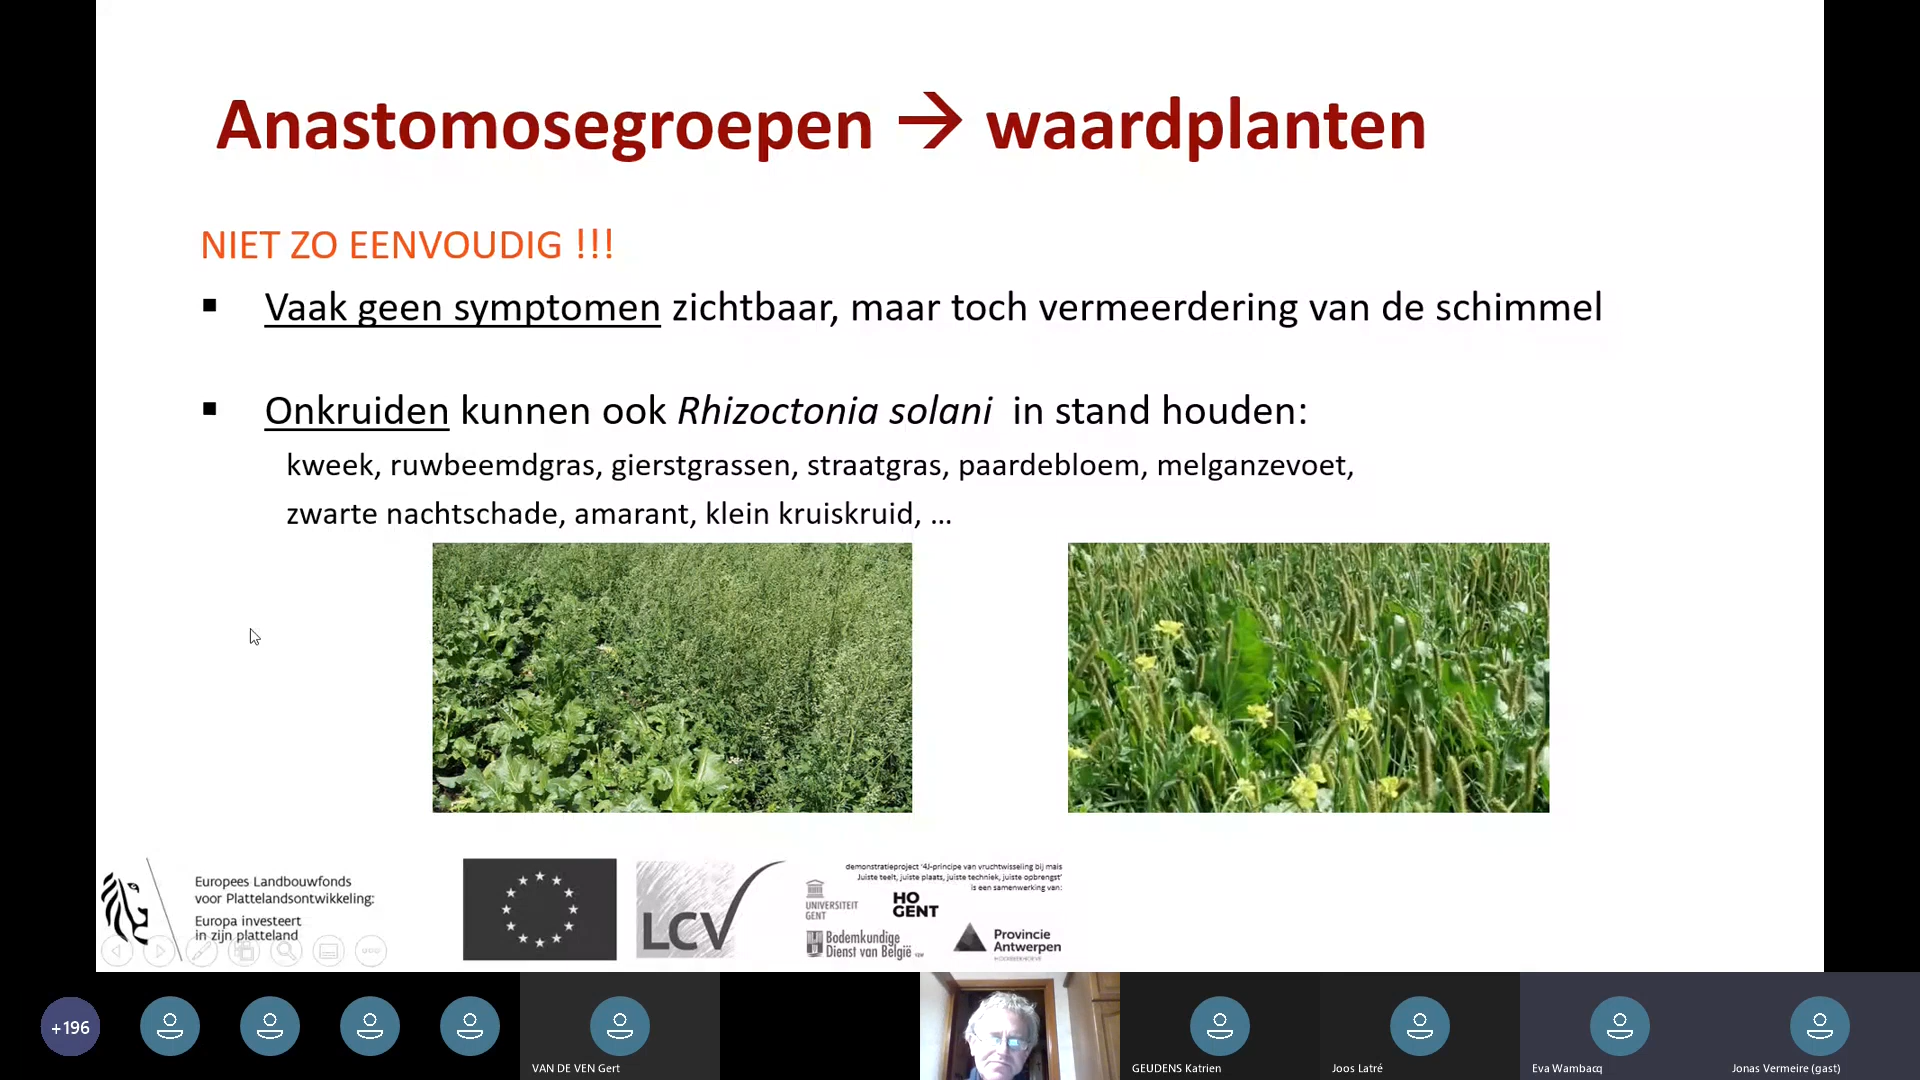 Anastomosegroepen → waardplanten
NIET ZO EENVOUDIG !!!
▪ Vaak geen symptomen zichtbaar, maar toch vermeerdering van de schimmel
▪ Onkruiden kunnen ook Rhizoctonia solani in stand houden:
kweek, ruwbeemdgras, gierstgrassen, straatgras, paardebloem, melganzevoet,
zwarte nachtschade, amarant, klein kruiskruid, ...
Europees Landbouwfonds
voor Plattelandsontwikkeling:
Europa investeert
in zijn platteland
LCV
demonstratieproject '4J-principe van vruchtwisseling bij mais
Juiste teelt, juiste plaats, juiste techniek, juiste opbrengst'
is een samenwerking van:
UNIVERSITEIT
GENT
HO
GENT
Bodemkundige
Dienst van België vzw
Provincie
Antwerpen
+196
VAN DE VEN Gert
GEUDENS Katrien
Joos Latré
Eva Wambacq
Jonas Vermeire (gast)